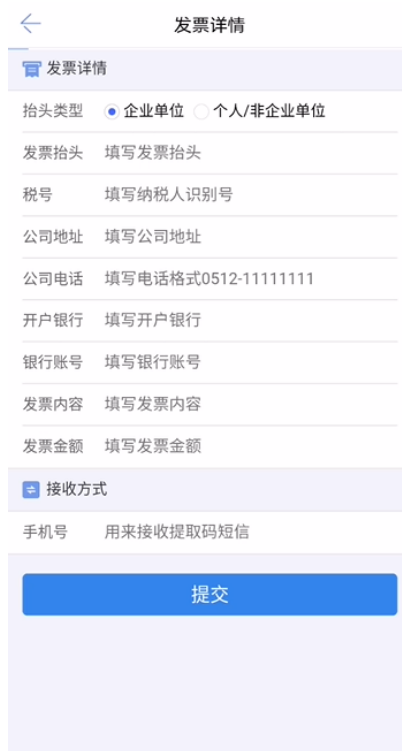 发票详情
发票详情
抬头类型 企业单位 个人/非企业单位
发票抬头 填写发票抬头
税号 填写纳税人识别号
公司地址 填写公司地址
公司电话 填写电话格式0512-11111111
开户银行 填写开户银行
银行账号 填写银行账号
发票内容 填写发票内容
发票金额 填写发票金额
接收方式
手机号 用来接收提取码短信
提交